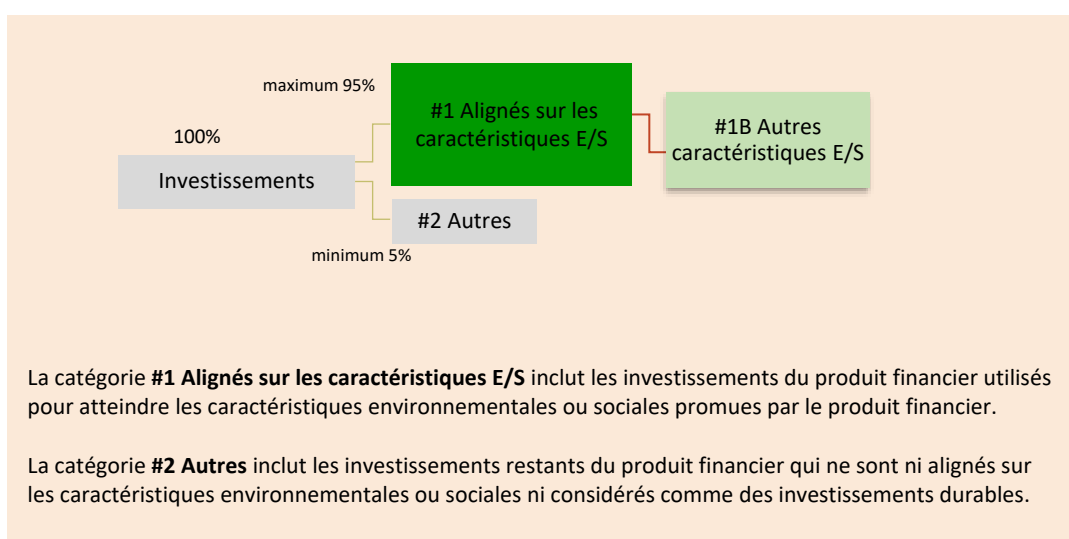 maximum 95%
#1 Alignés sur les
caractéristiques E/S
#1B Autres
caractéristiques E/S
100%
Investissements
#2 Autres
minimum 5%
La catégorie #1 Alignés sur les caractéristiques E/S inclut les investissements du produit financier utilisés
pour atteindre les caractéristiques environnementales ou sociales promues par le produit financier.
La catégorie #2 Autres inclut les investissements restants du produit financier qui ne sont ni alignés sur
les caractéristiques environnementales ou sociales ni considérés comme des investissements durables.